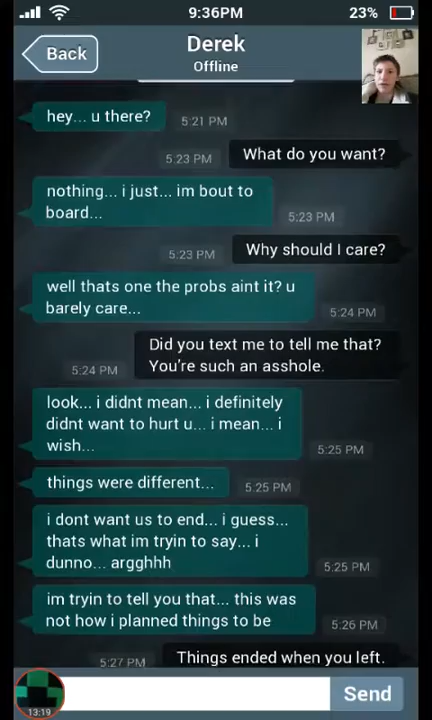 9:36PM
23%
Back
Derek
Offline
hey... u there?
5:21 PM
What do you want?
5:23 PM
nothing... i just... im bout to
board...
5:23 PM
Why should I care?
5:23 PM
well thats one the probs aint it? u
barely care...
5:24 PM
Did you text me to tell me that?
You're such an asshole.
5:24 PM
look... i didnt mean... i definitely
didnt want to hurt u... i mean... i
wish...
5:25 PM
things were different...
5:25 PM
i dont want us to end... i guess...
thats what im tryin to say... i
dunno... argghhh
5:25 PM
im tryin to tell you that... this was
not how i planned things to be
5:26 PM
Things ended when you left.
5:27 PM
13:19
Send